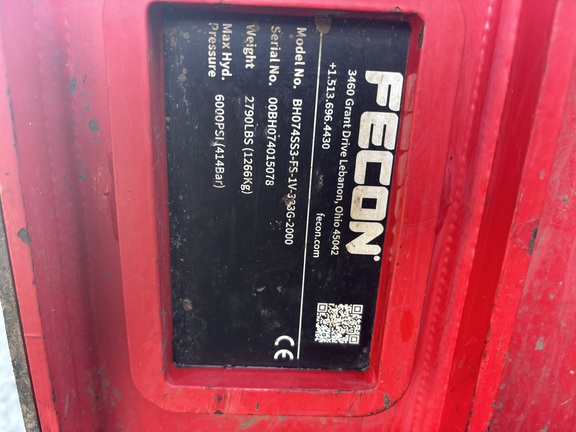 FECON
3460 Grant Drive Lebanon, Ohio 45042
+1.513.696.4430 fecon.com
Model No. BH074SS3-FS-1V-333G-2000
Serial No. 00BH074015078
Weight 2790LBS (1266Kg)
Max Hyd. Pressure 6000PSI (414Bar)
CE